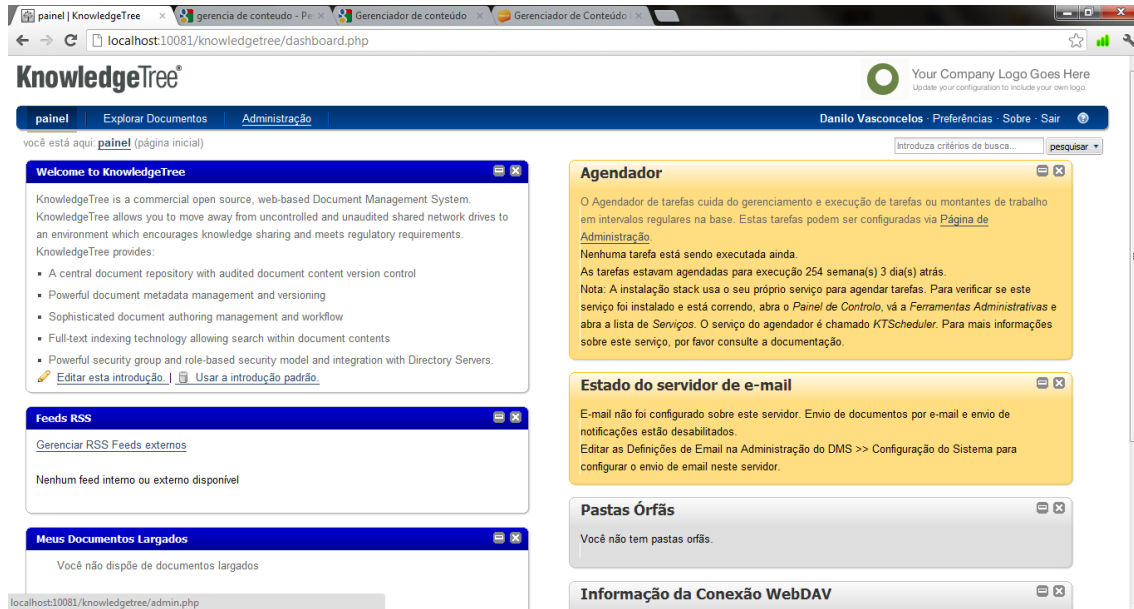 painel | KnowledgeTree
gerencia de conteudo - Pe
Gerenciador de conteúdo
Gerenciador de Conteúdo
localhost:10081/knowledgetree/dashboard.php
KnowledgeTree®
Your Company Logo Goes Here
Update your configuration to include your own logo.
painel Explorar Documentos Administração
Danilo Vasconcelos · Preferências · Sobre · Sair
você está aqui: painel (página inicial)
Introduza critérios de busca... pesquisar
Welcome to KnowledgeTree
KnowledgeTree is a commercial open source, web-based Document Management System.
KnowledgeTree allows you to move away from uncontrolled and unaudited shared network drives to
an environment which encourages knowledge sharing and meets regulatory requirements.
KnowledgeTree provides:
▪ A central document repository with audited document content version control
▪ Powerful document metadata management and versioning
▪ Sophisticated document authoring management and workflow
▪ Full-text indexing technology allowing search within document contents
▪ Powerful security group and role-based security model and integration with Directory Servers.
Editar esta introdução. | Usar a introdução padrão.
Feeds RSS
Gerenciar RSS Feeds externos
Nenhum feed interno ou externo disponível
Meus Documentos Largados
Você não dispõe de documentos largados
localhost:10081/knowledgetree/admin.php
Agendador
O Agendador de tarefas cuida do gerenciamento e execução de tarefas ou montantes de trabalho
em intervalos regulares na base. Estas tarefas podem ser configuradas via Página de
Administração.
Nenhuma tarefa está sendo executada ainda.
As tarefas estavam agendadas para execução 254 semana(s) 3 dia(s) atrás.
Nota: A instalação stack usa o seu próprio serviço para agendar tarefas. Para verificar se este
serviço foi instalado e está correndo, abra o Painel de Controlo, vá a Ferramentas Administrativas e
abra a lista de Serviços. O serviço do agendador é chamado KTScheduler. Para mais informações
sobre este serviço, por favor consulte a documentação.
Estado do servidor de e-mail
E-mail não foi configurado sobre este servidor. Envio de documentos por e-mail e envio de
notificações estão desabilitados.
Editar as Definições de Email na Administração do DMS >> Configuração do Sistema para
configurar o envio de email neste servidor.
Pastas Órfãs
Você não tem pastas orfãs.
Informação da Conexão WebDAV